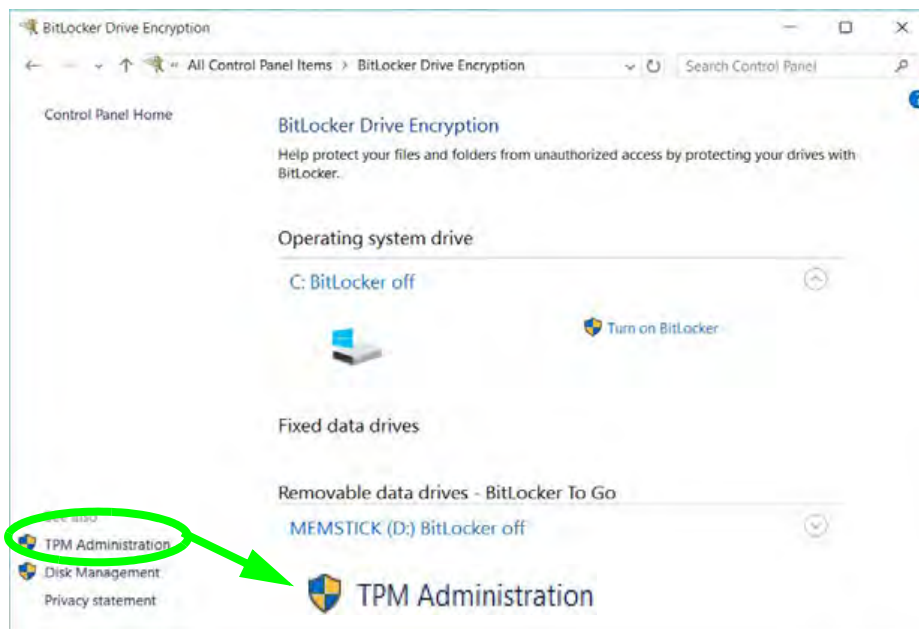 BitLocker Drive Encryption
« All Control Panel Items > BitLocker Drive Encryption
Search Control Panel
Control Panel Home
BitLocker Drive Encryption
Help protect your files and folders from unauthorized access by protecting your drives with
BitLocker.
Operating system drive
C: BitLocker off
Turn on BitLocker
Fixed data drives
Removable data drives - BitLocker To Go
MEMSTICK (D:) BitLocker off
See also
TPM Administration
Disk Management
Privacy statement
TPM Administration